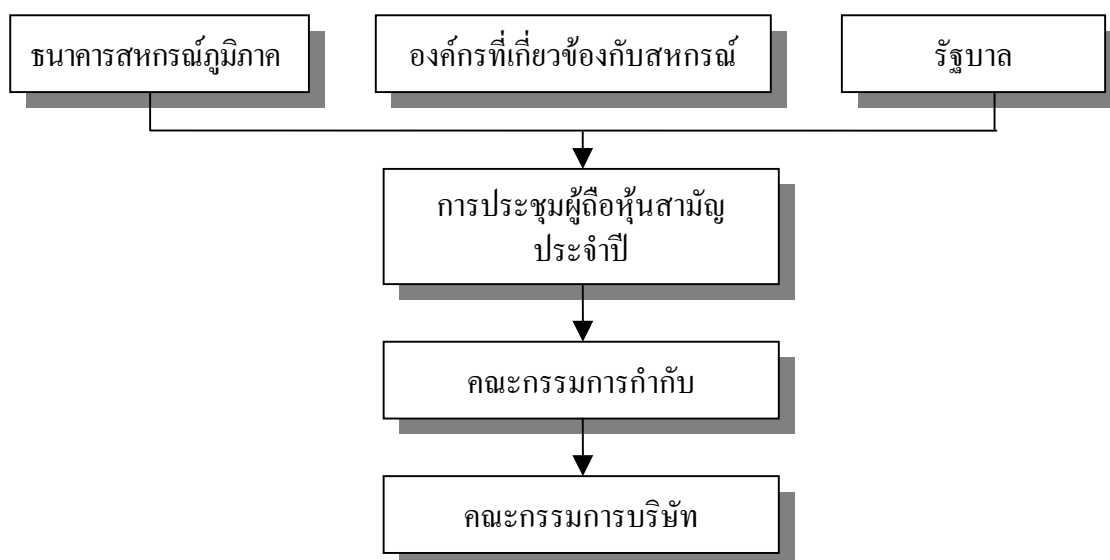 ธนาคารสหกรณ์ภูมิภาค
องค์กรที่เกี่ยวข้องกับสหกรณ์
รัฐบาล
การประชุมผู้ถือหุ้นสามัญ
ประจำปี
คณะกรรมการกำกับ
คณะกรรมการบริษัท